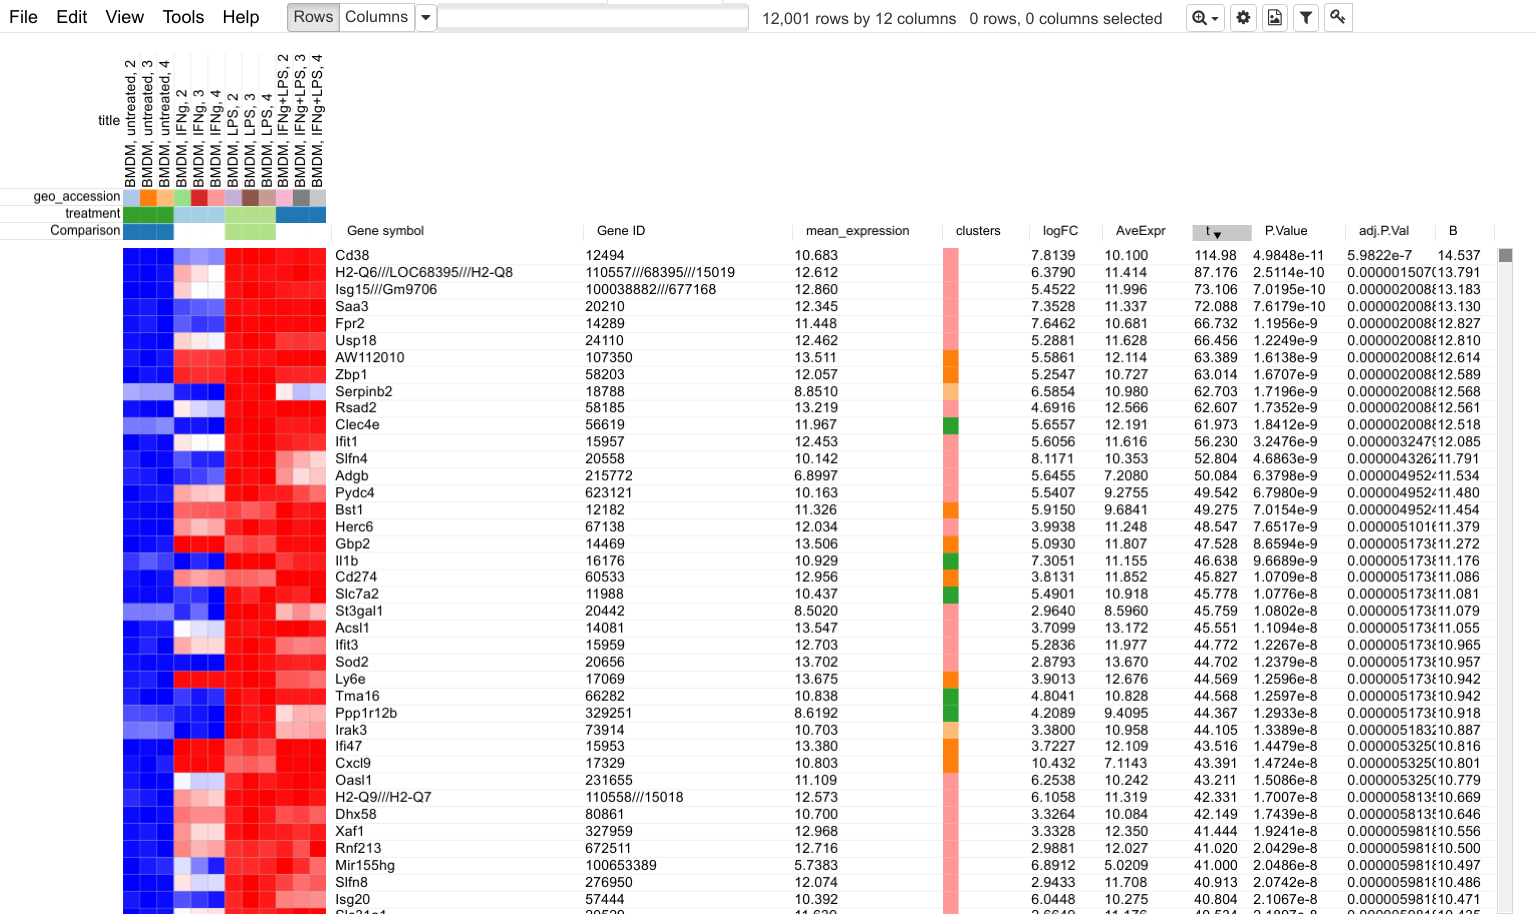 File Edit View Tools Help Rows Columns 12,001 rows by 12 columns 0 rows, 0 columns selected
title
BMDM, untreated, 2
BMDM, untreated, 3
BMDM, untreated, 4
BMDM, IFNg, 2
BMDM, IFNg, 3
BMDM, IFNg, 4
BMDM, LPS, 2
BMDM, LPS, 3
BMDM, LPS, 4
BMDM, IFNg+LPS, 2
BMDM, IFNg+LPS, 3
BMDM, IFNg+LPS, 4
geo_accession
treatment
Comparison Gene symbol Gene ID mean_expression clusters logFC AveExpr t P.Value adj.P.Val B
Cd38 12494 10.683 7.8139 10.100 114.98 4.9848e-11 5.9822e-7 14.537
H2-Q6///LOC68395///H2-Q8 110557///68395///15019 12.612 6.3790 11.414 87.176 2.5114e-10 0.000001507 13.791
Isg15///Gm9706 100038882///677168 12.860 5.4522 11.996 73.106 7.0195e-10 0.000002008 13.183
Saa3 20210 12.345 7.3528 11.337 72.088 7.6179e-10 0.000002008 13.130
Fpr2 14289 11.448 7.6462 10.681 66.732 1.1956e-9 0.000002008 12.827
Usp18 24110 12.462 5.2881 11.628 66.456 1.2249e-9 0.000002008 12.810
AW112010 107350 13.511 5.5861 12.114 63.389 1.6138e-9 0.000002008 12.614
Zbp1 58203 12.057 5.2547 10.727 63.014 1.6707e-9 0.000002008 12.589
Serpinb2 18788 8.8510 6.5854 10.980 62.703 1.7196e-9 0.000002008 12.568
Rsad2 58185 13.219 4.6916 12.566 62.607 1.7352e-9 0.000002008 12.561
Clec4e 56619 11.967 5.6557 12.191 61.973 1.8412e-9 0.000002008 12.518
Ifit1 15957 12.453 5.6056 11.616 56.230 3.2476e-9 0.000003247 12.085
Slfn4 20558 10.142 8.1171 10.353 52.804 4.6863e-9 0.000004326 11.791
Adgb 215772 6.8997 5.6455 7.2080 50.084 6.3798e-9 0.000004952 11.534
Pydc4 623121 10.163 5.5407 9.2755 49.542 6.7980e-9 0.000004952 11.480
Bst1 12182 11.326 5.9150 9.6841 49.275 7.0154e-9 0.000004952 11.454
Herc6 67138 12.034 3.9938 11.248 48.547 7.6517e-9 0.000005101 11.379
Gbp2 14469 13.506 5.0930 11.807 47.528 8.6594e-9 0.000005173 11.272
Il1b 16176 10.929 7.3051 11.155 46.638 9.6689e-9 0.000005173 11.176
Cd274 60533 12.956 3.8131 11.852 45.827 1.0709e-8 0.000005173 11.086
Slc7a2 11988 10.437 5.4901 10.918 45.778 1.0776e-8 0.000005173 11.081
St3gal1 20442 8.5020 2.9640 8.5960 45.759 1.0802e-8 0.000005173 11.079
Acsl1 14081 13.547 3.7099 13.172 45.551 1.1094e-8 0.000005173 11.055
Ifit3 15959 12.703 5.2836 11.977 44.772 1.2267e-8 0.000005173 10.965
Sod2 20656 13.702 2.8793 13.670 44.702 1.2379e-8 0.000005173 10.957
Ly6e 17069 13.675 3.9013 12.676 44.569 1.2596e-8 0.000005173 10.942
Tma16 66282 10.838 4.8041 10.828 44.568 1.2597e-8 0.000005173 10.942
Ppp1r12b 329251 8.6192 4.2089 9.4095 44.367 1.2933e-8 0.000005173 10.918
Irak3 73914 10.703 3.3800 10.958 44.105 1.3389e-8 0.000005183 10.887
Ifi47 15953 13.380 3.7227 12.109 43.516 1.4479e-8 0.000005325 10.816
Cxcl9 17329 10.803 10.432 7.1143 43.391 1.4724e-8 0.000005325 10.801
Oasl1 231655 11.109 6.2538 10.242 43.211 1.5086e-8 0.000005325 10.779
H2-Q9///H2-Q7 110558///15018 12.573 6.1058 11.319 42.331 1.7007e-8 0.000005813 10.669
Dhx58 80861 10.700 3.3264 10.084 42.149 1.7439e-8 0.000005813 10.646
Xaf1 327959 12.968 3.3328 12.350 41.444 1.9241e-8 0.000005981 10.556
Rnf213 672511 12.716 2.9881 12.027 41.020 2.0429e-8 0.000005981 10.500
Mir155hg 100653389 5.7383 6.8912 5.0209 41.000 2.0486e-8 0.000005981 10.497
Slfn8 276950 12.074 2.9433 11.708 40.913 2.0742e-8 0.000005981 10.486
Isg20 57444 10.392 6.0448 10.275 40.804 2.1067e-8 0.000005981 10.471